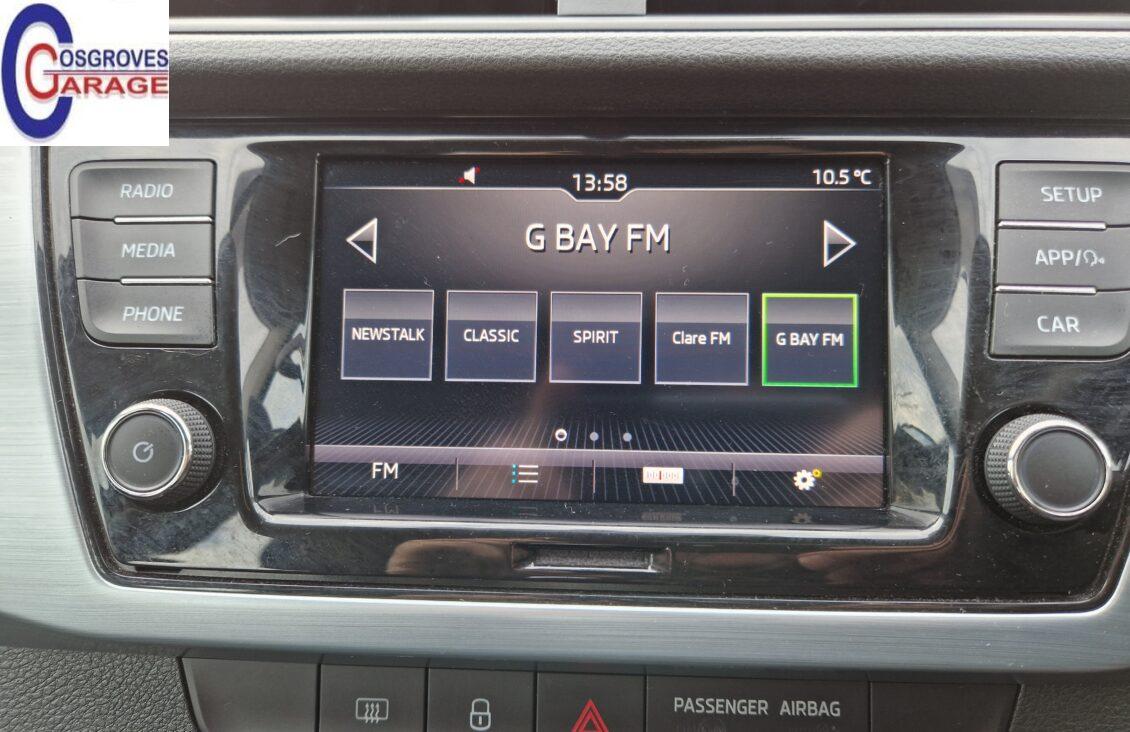 COSGROVES
GARAGE
13:58
10.5 °C
RADIO
MEDIA
PHONE
G BAY FM
NEWSTALK
CLASSIC
SPIRIT
Clare FM
G BAY FM
FM
SETUP
APP/
CAR
PASSENGER AIRBAG